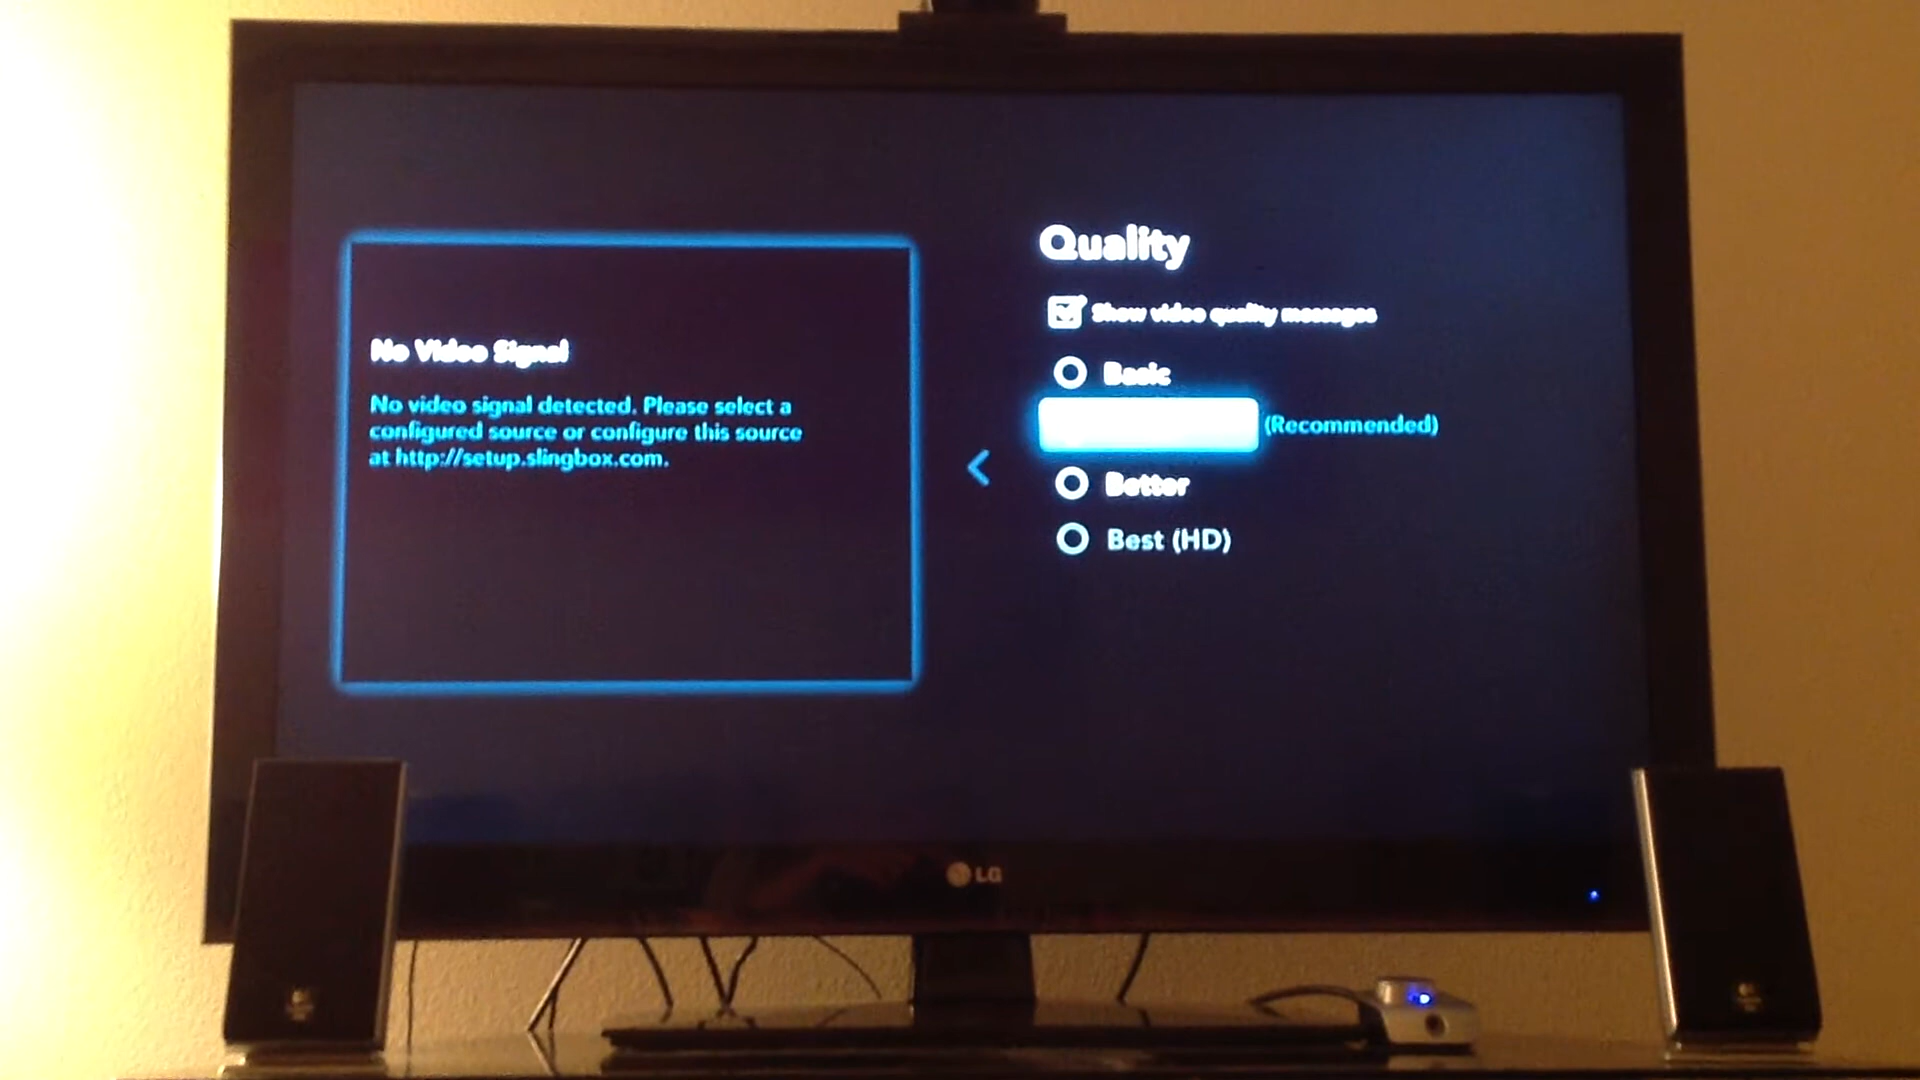 No Video Signal
No video signal detected. Please select a
configured source or configure this source
at http://setup.slingbox.com.
Quality
Show video quality messages
Basic
(Recommended)
Better
Best (HD)
LG